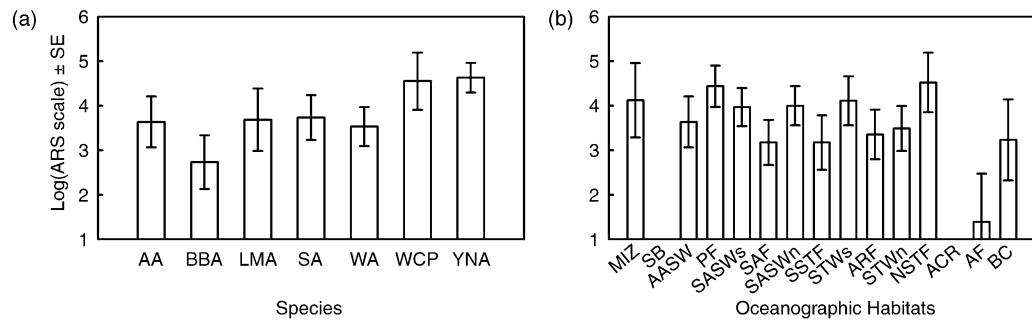 (a)
Log(ARS scale) ± SE
6
5
4
3
2
1
AA BBA LMA SA WA WCP YNA
Species
(b)
6
5
4
3
2
1
MIZ SB AASW PF SASWs SAF SASWn SSTF STWs ARF STWn NSTF ACR AF BC
Oceanographic Habitats